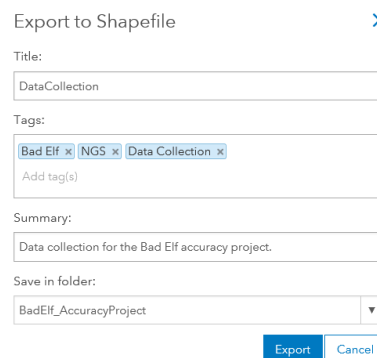 Export to Shapefile
Title:
DataCollection
Tags:
Bad Elf × NGS × Data Collection ×
Add tag(s)
Summary:
Data collection for the Bad Elf accuracy project.
Save in folder:
BadElf_AccuracyProject
Export Cancel